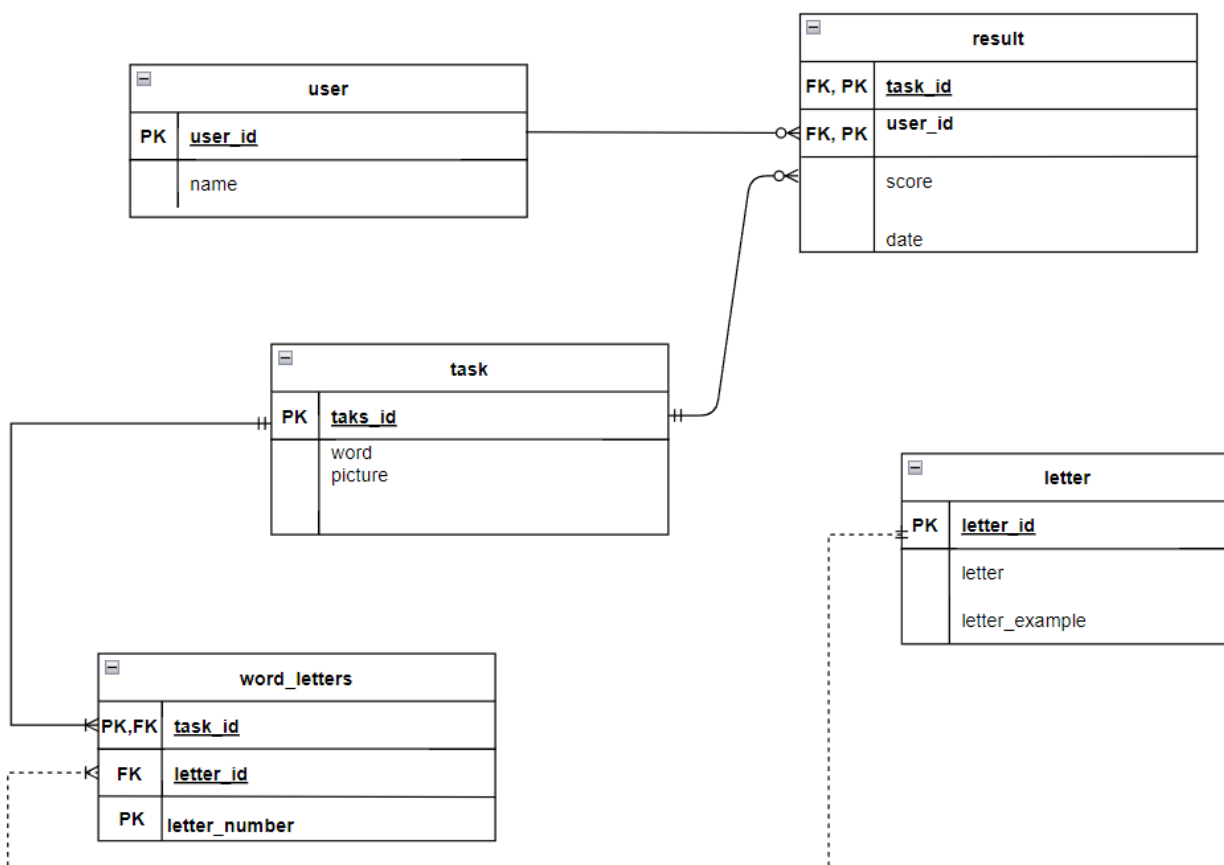 user
PK user_id
name
result
FK, PK task_id
FK, PK user_id
score
date
task
PK taks_id
word
picture
letter
PK letter_id
letter
letter_example
word_letters
PK,FK task_id
FK letter_id
PK letter_number